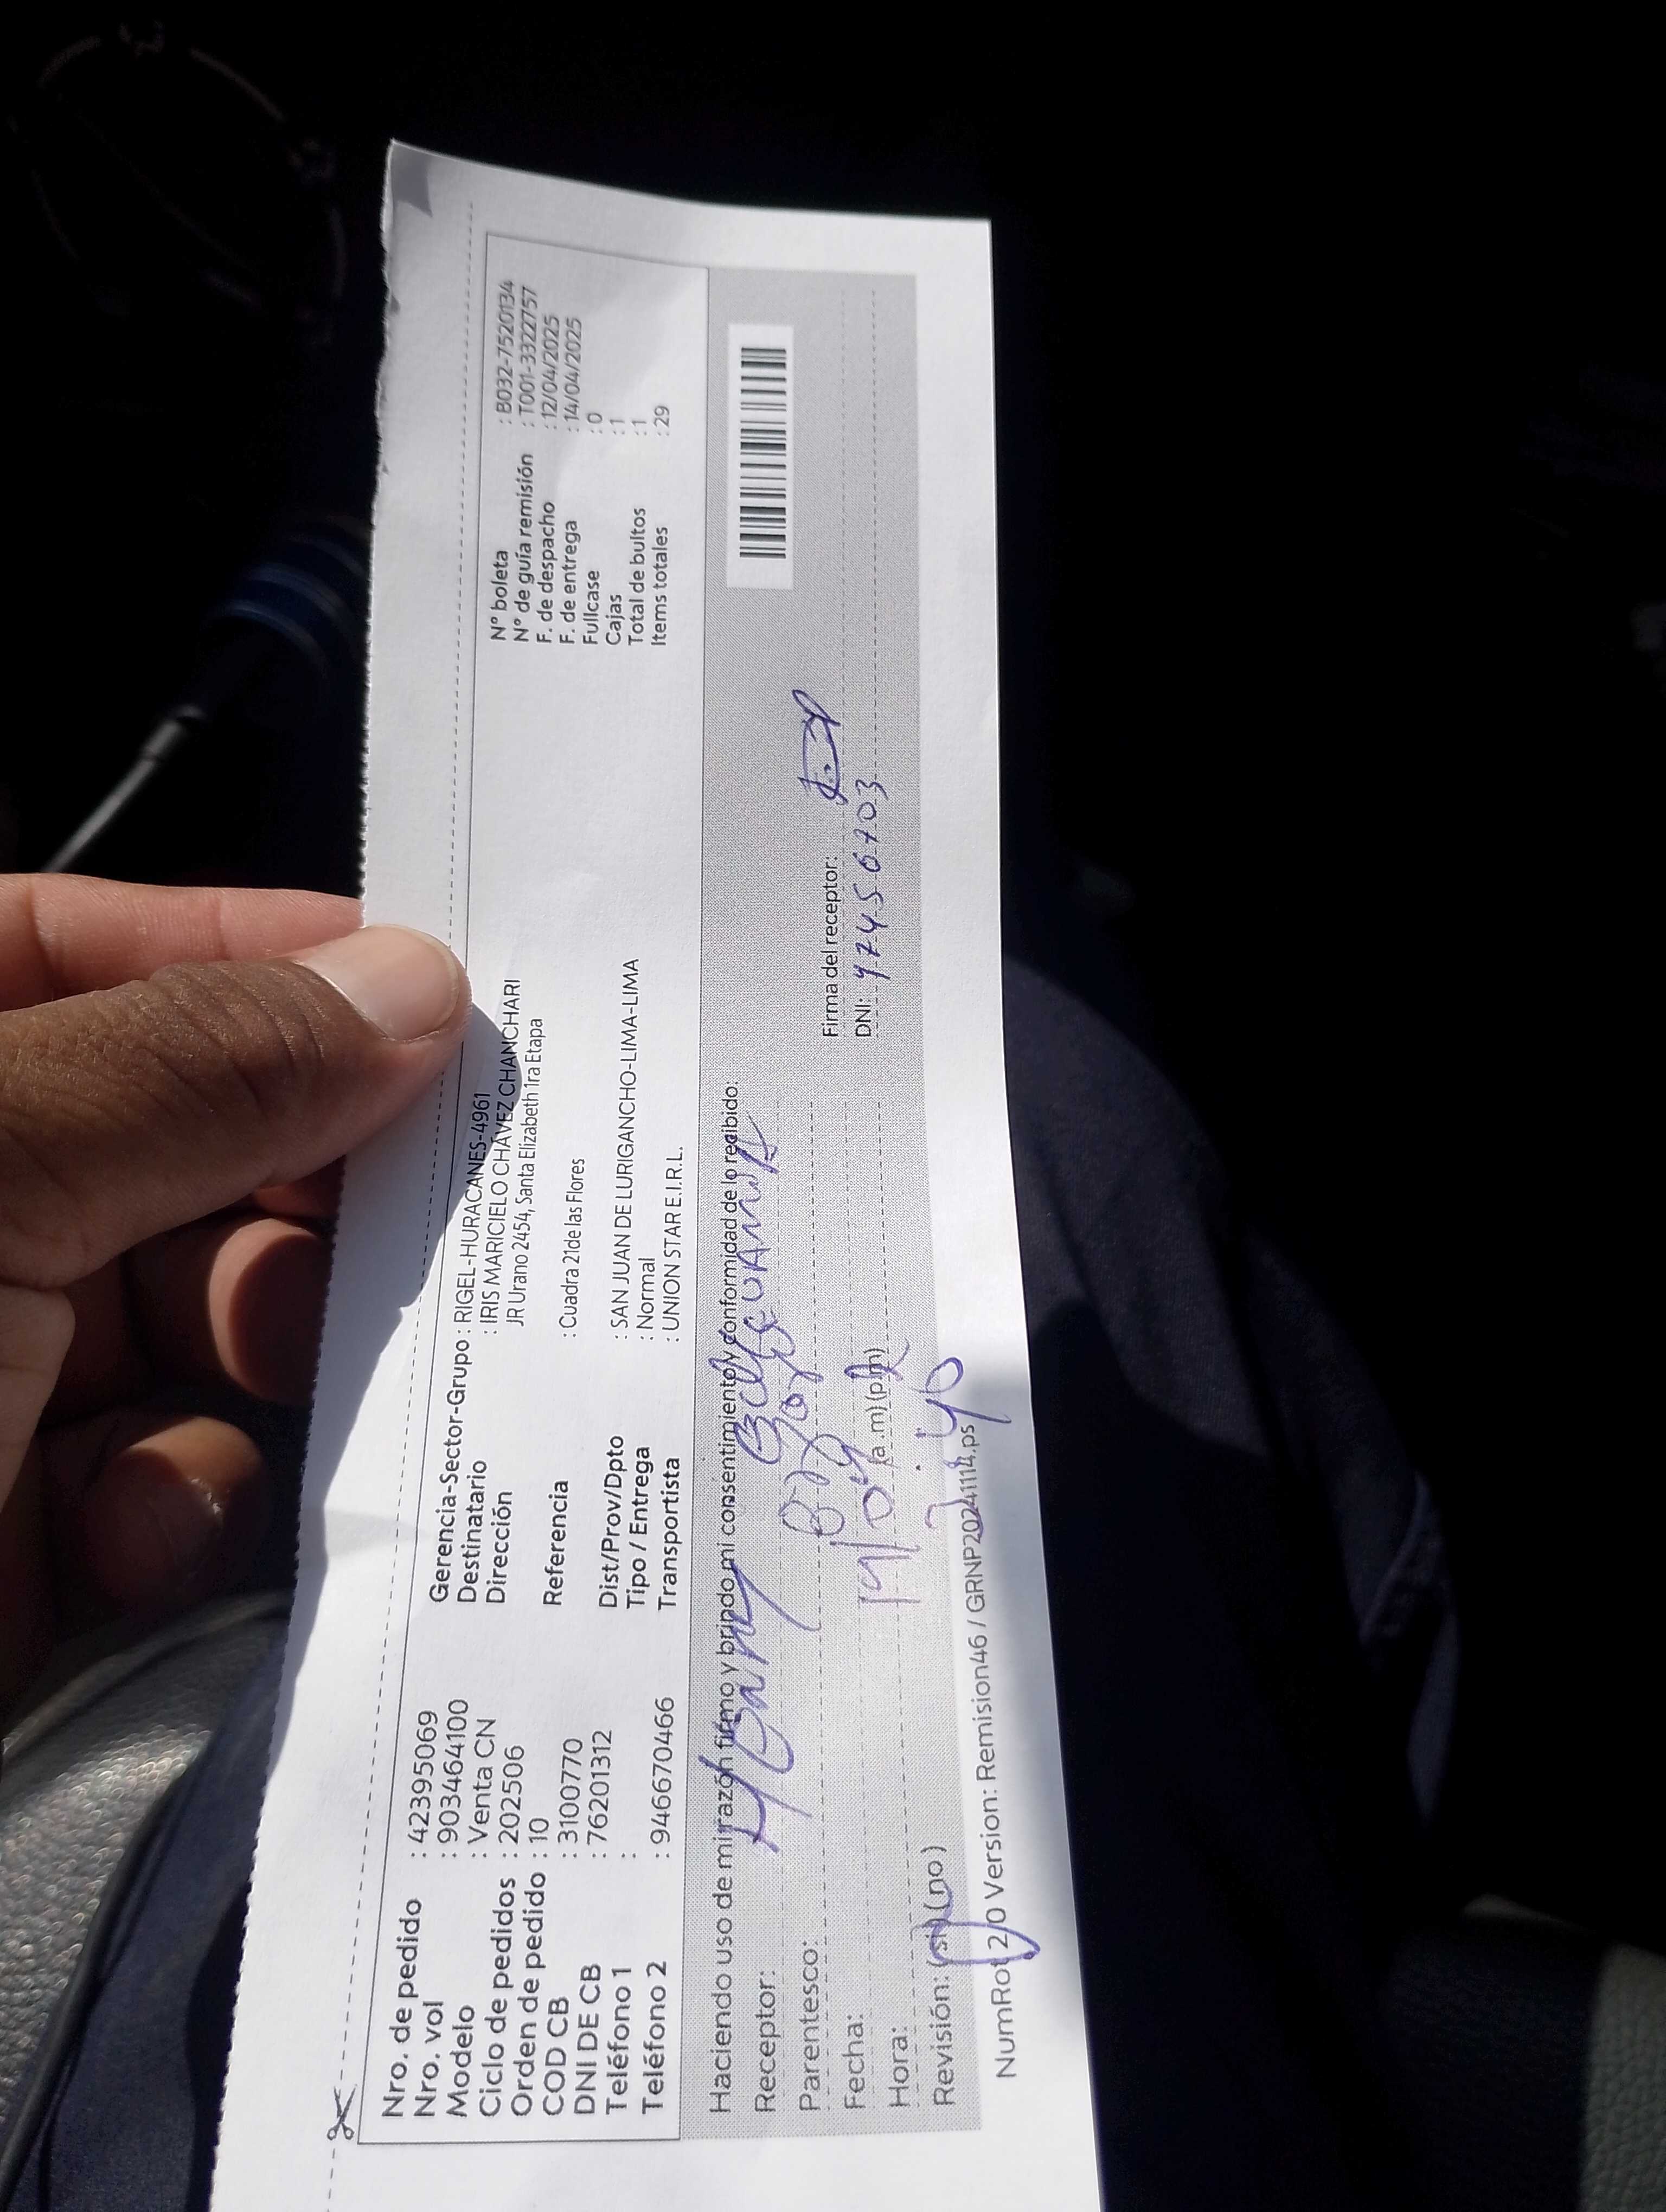 Nro. de pedido : 42395069
Nro. vol : 903464100
Modelo : Venta CN
Ciclo de pedidos : 202506
Orden de pedido : 10
COD CB : 3100770
DNI DE CB : 76201312
Teléfono 1 :
Teléfono 2 : 946670466
Gerencia-Sector-Grupo : RIGEL-HURACANES-4961
Destinatario : IRIS MARICIELO CHÁVEZ CHANCHARI
Dirección JR Urano 2454, Santa Elizabeth 1ra Etapa
Referencia : Cuadra 21de las Flores
Dist/Prov/Dpto : SAN JUAN DE LURIGANCHO-LIMA-LIMA
Tipo / Entrega : Normal
Transportista : UNION STAR E.I.R.L.
N° boleta : B032-7520134
N° de guía remisión : T001-3322757
F. de despacho : 12/04/2025
F. de entrega : 14/04/2025
Fullcase : 0
Cajas : 1
Total de bultos : 1
Items totales : 29
Haciendo uso de mi razón firmo y brindo mi consentimiento y conformidad de lo recibido:
Receptor:
Parentesco:
Fecha: 14/04
Hora: (a.m) (p.m)
Revisión: (si) (no)
Firma del receptor:
DNI: 97456703
NumRot 2/0 Version: Remision46 / GRNP20241114.ps